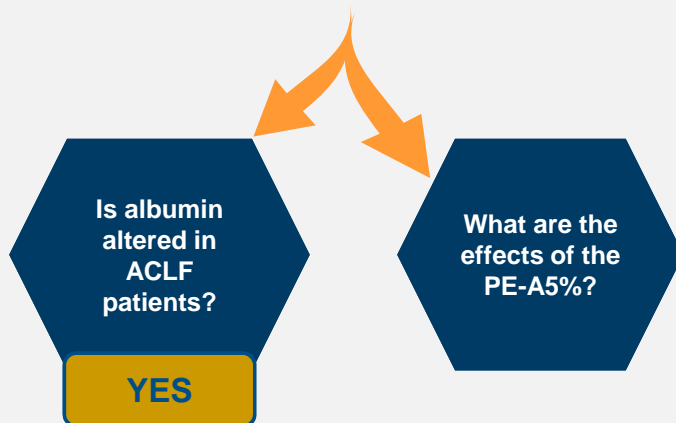 Is albumin
altered in
ACLF
patients?
YES
What are the
effects of the
PE-A5%?